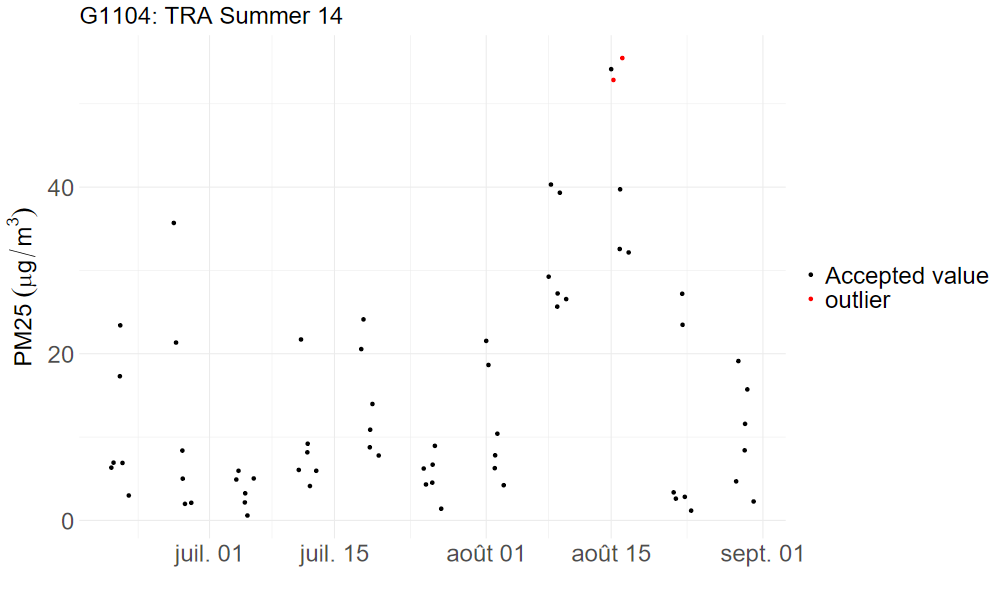 G1104: TRA Summer 14
PM25 (μg/m³)
40
20
0
juil. 01
juil. 15
août 01
août 15
sept. 01
Accepted value
outlier